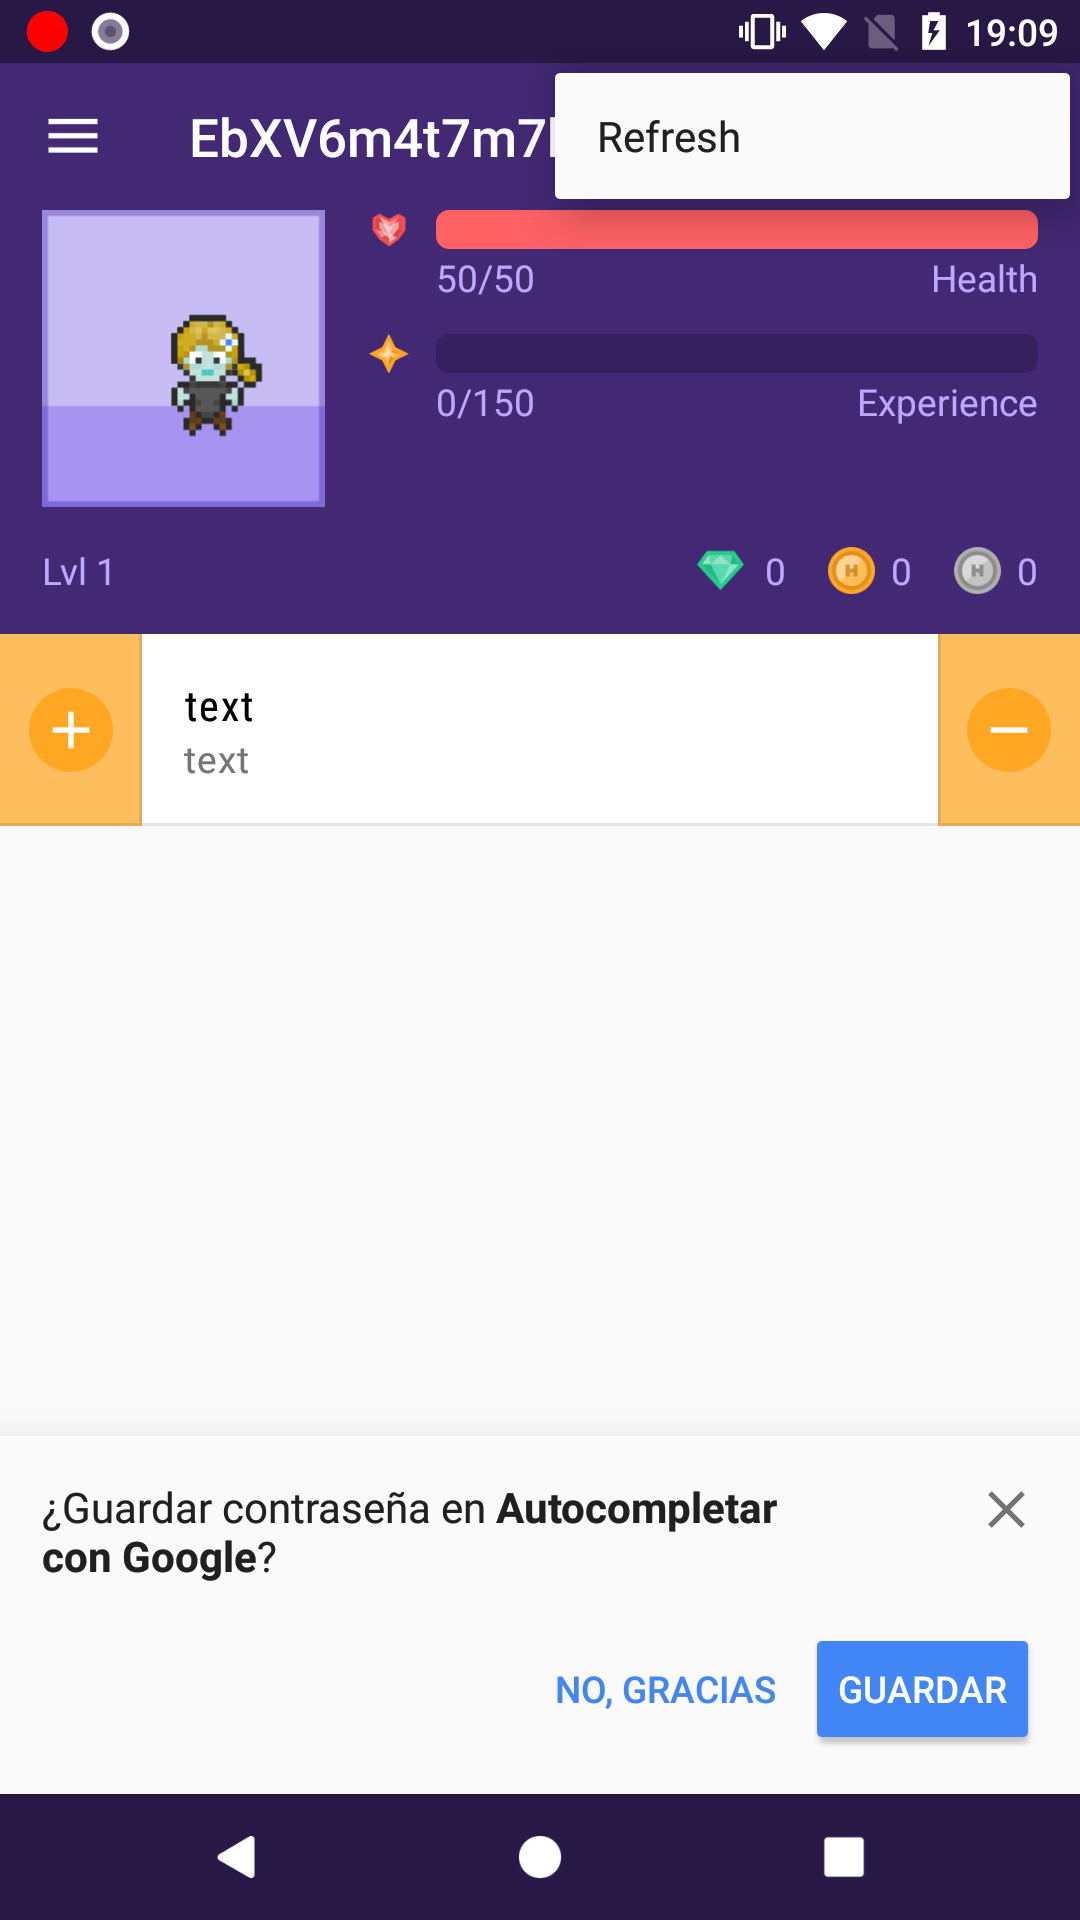 19:09
EbXV6m4t7m7
Refresh
50/50 Health
0/150 Experience
Lvl 1 0 0 0
text
text
¿Guardar contraseña en Autocompletar
con Google?
NO, GRACIAS GUARDAR